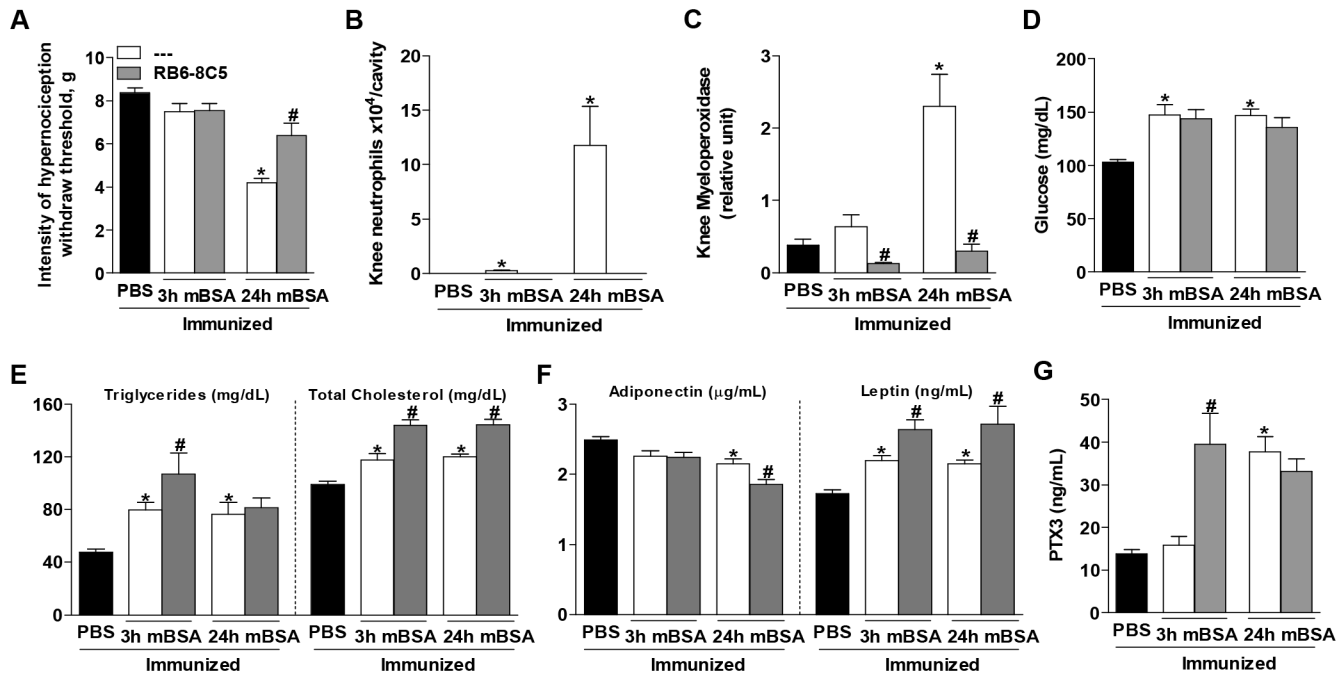 A
Intensity of hypernociception
withdraw threshold, g
---
RB6-8C5
10
8
6
4
2
0
*
#
PBS
3h mBSA
24h mBSA
Immunized
B
Knee neutrophils x10⁴/cavity
20
15
10
5
0
*
*
PBS
3h mBSA
24h mBSA
Immunized
C
Knee Myeloperoxidase
(relative unit)
3
2
1
0
#
*
#
PBS
3h mBSA
24h mBSA
Immunized
D
Glucose (mg/dL)
200
150
100
50
0
*
*
PBS
3h mBSA
24h mBSA
Immunized
E
Triglycerides (mg/dL)
Total Cholesterol (mg/dL)
160
120
80
40
0
*
#
*
*
#
*
#
PBS
3h mBSA
24h mBSA
PBS
3h mBSA
24h mBSA
Immunized
Immunized
F
Adiponectin (μg/mL)
Leptin (ng/mL)
3
2
1
0
*
#
*
#
*
#
PBS
3h mBSA
24h mBSA
PBS
3h mBSA
24h mBSA
Immunized
Immunized
G
PTX3 (ng/mL)
50
40
30
20
10
0
#
*
PBS
3h mBSA
24h mBSA
Immunized